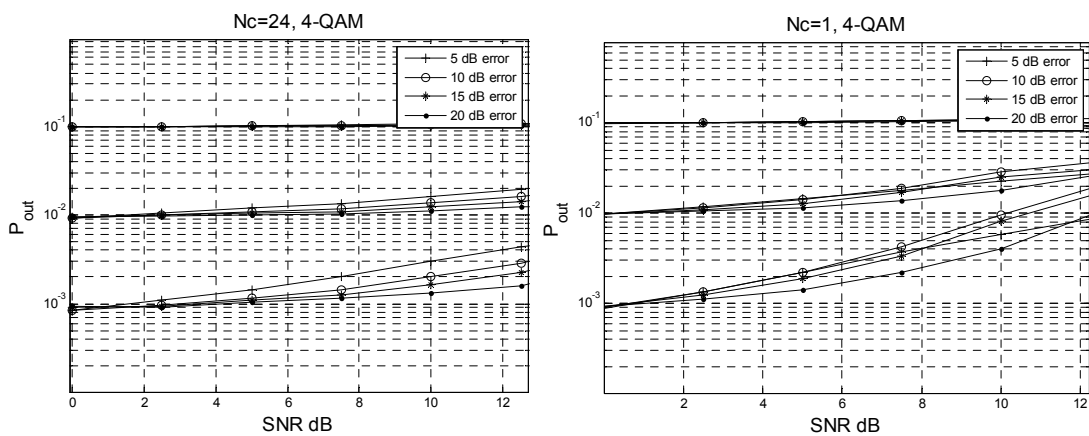 Nc=24, 4-QAM
5 dB error
10 dB error
15 dB error
20 dB error
10-1
10-2
10-3
Pout
0 2 4 6 8 10 12
SNR dB
Nc=1, 4-QAM
5 dB error
10 dB error
15 dB error
20 dB error
10-1
10-2
10-3
Pout
2 4 6 8 10 12
SNR dB